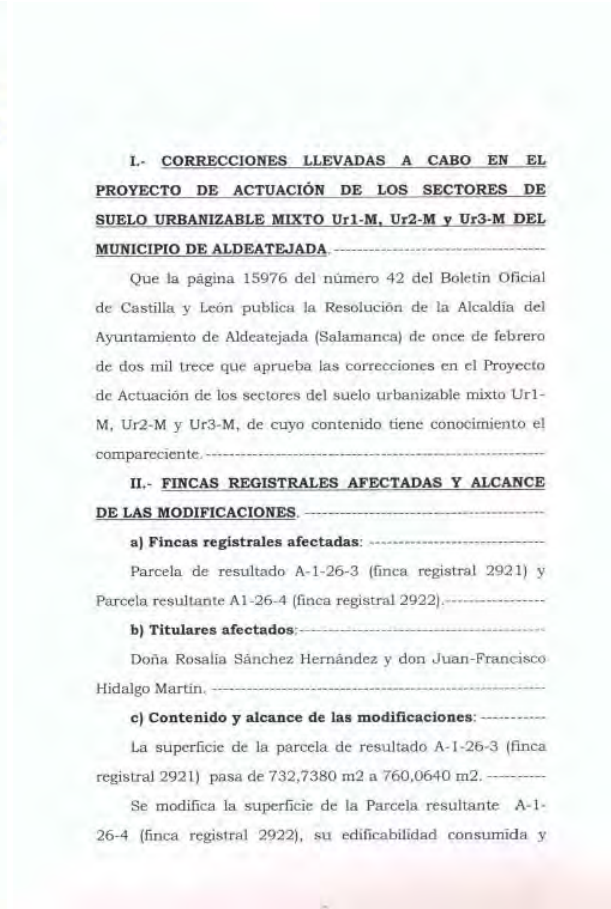 I.- CORRECCIONES LLEVADAS A CABO EN EL
PROYECTO DE ACTUACIÓN DE LOS SECTORES DE
SUELO URBANIZABLE MIXTO Ur1-M, Ur2-M y Ur3-M DEL
MUNICIPIO DE ALDEATEJADA.------------------------------------
Que la página 15976 del número 42 del Boletín Oficial
de Castilla y León publica la Resolución de la Alcaldía del
Ayuntamiento de Aldeatejada (Salamanca) de once de febrero
de dos mil trece que aprueba las correcciones en el Proyecto
de Actuación de los sectores del suelo urbanizable mixto Ur1-
M, Ur2-M y Ur3-M, de cuyo contenido tiene conocimiento el
compareciente.----------------------------------------------------------
II.- FINCAS REGISTRALES AFECTADAS Y ALCANCE
DE LAS MODIFICACIONES. -----------------------------------------
a) Fincas registrales afectadas: ------------------------------
Parcela de resultado A-1-26-3 (finca registral 2921) y
Parcela resultante A1-26-4 (finca registral 2922).-----------------
b) Titulares afectados:------------------------------------------
Doña Rosalía Sánchez Hernández y don Juan-Francisco
Hidalgo Martín. ---------------------------------------------------------
c) Contenido y alcance de las modificaciones: -----------
La superficie de la parcela de resultado A-1-26-3 (finca
registral 2921) pasa de 732,7380 m2 a 760,0640 m2. ----------
Se modifica la superficie de la Parcela resultante A-1-
26-4 (finca registral 2922), su edificabilidad consumida y